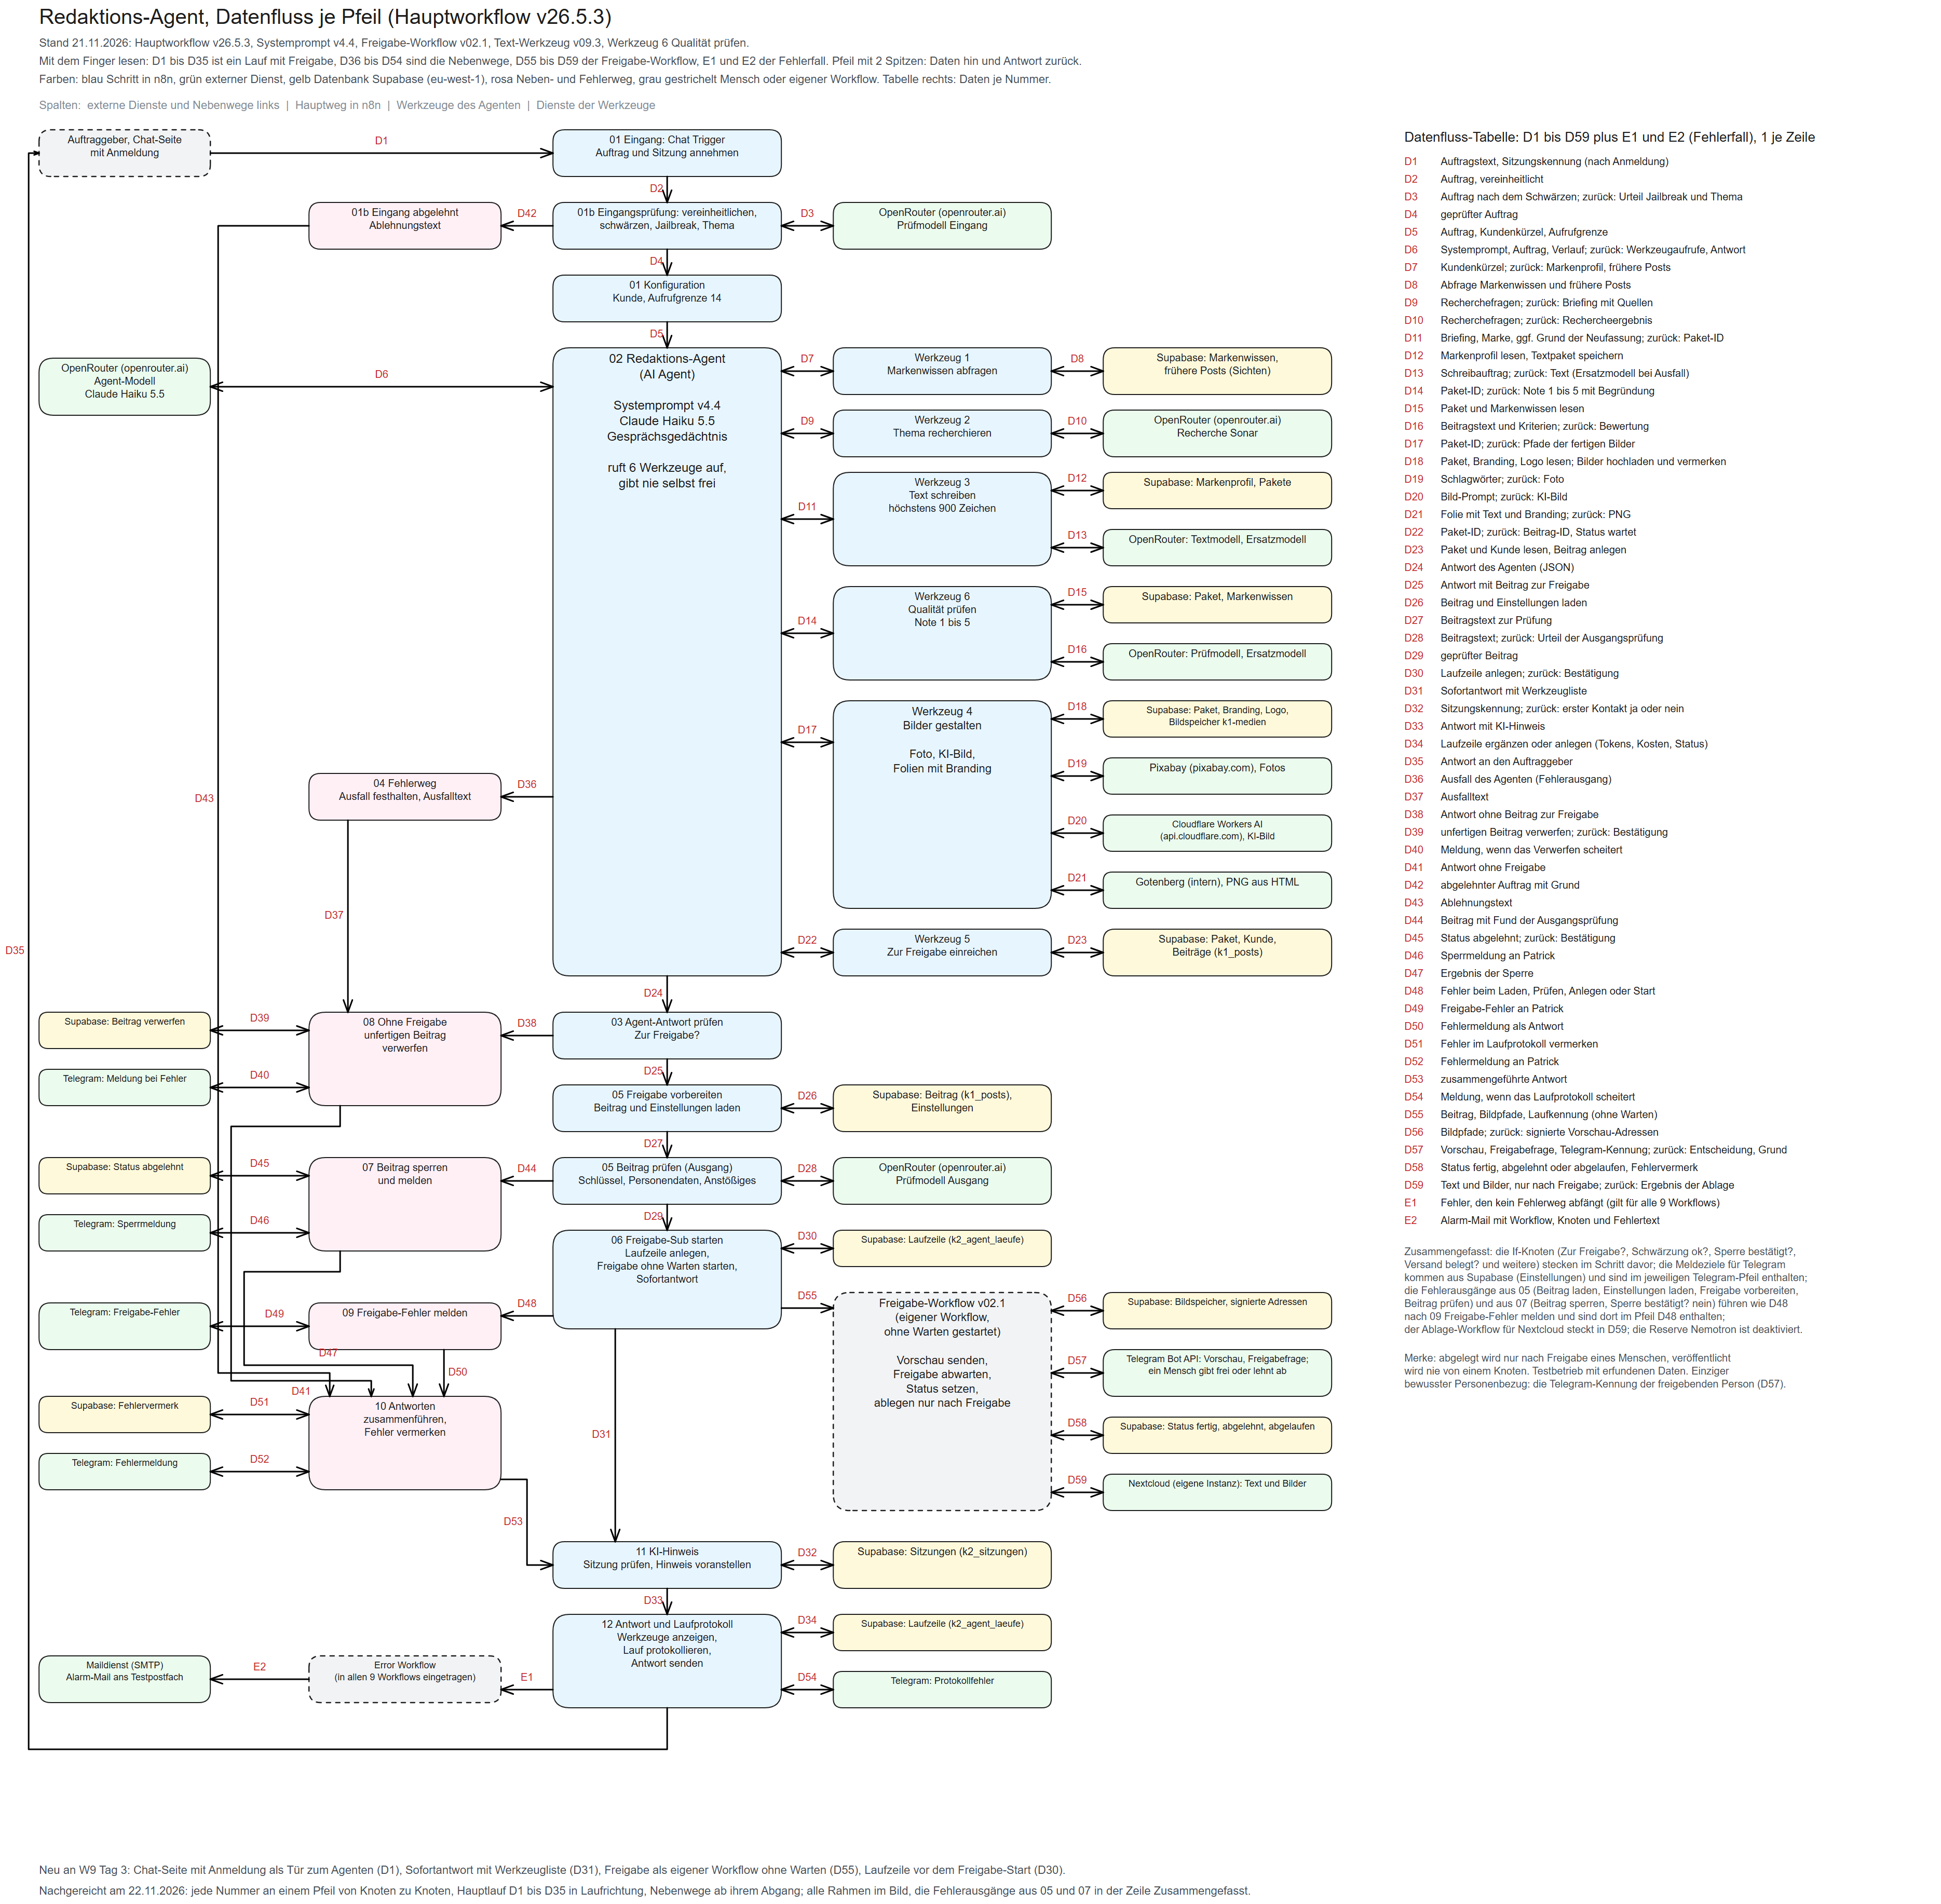 Redaktions-Agent, Datenfluss je Pfeil (Hauptworkflow v26.5.3)
Stand 21.11.2026: Hauptworkflow v26.5.3, Systemprompt v4.4, Freigabe-Workflow v02.1, Text-Werkzeug v09.3, Werkzeug 6 Qualität prüfen.
Mit dem Finger lesen: D1 bis D35 ist ein Lauf mit Freigabe, D36 bis D54 sind die Nebenwege, D55 bis D59 der Freigabe-Workflow, E1 und E2 der Fehlerfall. Pfeil mit 2 Spitzen: Daten hin und Antwort zurück.
Farben: blau Schritt in n8n, grün externer Dienst, gelb Datenbank Supabase (eu-west-1), rosa Neben- und Fehlerweg, grau gestrichelt Mensch oder eigener Workflow. Tabelle rechts: Daten je Nummer.
Spalten: externe Dienste und Nebenwege links | Hauptweg in n8n | Werkzeuge des Agenten | Dienste der Werkzeuge
Auftraggeber, Chat-Seite
mit Anmeldung
D1
01 Eingang: Chat Trigger
Auftrag und Sitzung annehmen
D2
01b Eingang abgelehnt
Ablehnungstext
D42
01b Eingangsprüfung: vereinheitlichen,
schwärzen, Jailbreak, Thema
D3
OpenRouter (openrouter.ai)
Prüfmodell Eingang
D4
01 Konfiguration
Kunde, Aufrufgrenze 14
D5
OpenRouter (openrouter.ai)
Agent-Modell
Claude Haiku 5.5
D6
02 Redaktions-Agent
(AI Agent)
Systemprompt v4.4
Claude Haiku 5.5
Gesprächsgedächtnis
ruft 6 Werkzeuge auf,
gibt nie selbst frei
D7
Werkzeug 1
Markenwissen abfragen
D8
Supabase: Markenwissen,
frühere Posts (Sichten)
D9
Werkzeug 2
Thema recherchieren
D10
OpenRouter (openrouter.ai)
Recherche Sonar
D11
Werkzeug 3
Text schreiben
höchstens 900 Zeichen
D12
Supabase: Markenprofil, Pakete
D13
OpenRouter: Textmodell, Ersatzmodell
D14
Werkzeug 6
Qualität prüfen
Note 1 bis 5
D15
Supabase: Paket, Markenwissen
D16
OpenRouter: Prüfmodell, Ersatzmodell
D17
Werkzeug 4
Bilder gestalten
Foto, KI-Bild,
Folien mit Branding
D18
Supabase: Paket, Branding, Logo,
Bildspeicher k1-medien
D19
Pixabay (pixabay.com), Fotos
D20
Cloudflare Workers AI
(api.cloudflare.com), KI-Bild
D21
Gotenberg (intern), PNG aus HTML
D43
04 Fehlerweg
Ausfall festhalten, Ausfalltext
D36
D37
D35
D22
Werkzeug 5
Zur Freigabe einreichen
D23
Supabase: Paket, Kunde,
Beiträge (k1_posts)
D24
Supabase: Beitrag verwerfen
D39
08 Ohne Freigabe
unfertigen Beitrag
verwerfen
D38
03 Agent-Antwort prüfen
Zur Freigabe?
Telegram: Meldung bei Fehler
D40
D25
05 Freigabe vorbereiten
Beitrag und Einstellungen laden
D26
Supabase: Beitrag (k1_posts),
Einstellungen
D27
Supabase: Status abgelehnt
D45
07 Beitrag sperren
und melden
D44
05 Beitrag prüfen (Ausgang)
Schlüssel, Personendaten, Anstößiges
D28
OpenRouter (openrouter.ai)
Prüfmodell Ausgang
Telegram: Sperrmeldung
D46
D29
06 Freigabe-Sub starten
Laufzeile anlegen,
Freigabe ohne Warten starten,
Sofortantwort
D30
Supabase: Laufzeile (k2_agent_laeufe)
Telegram: Freigabe-Fehler
D49
09 Freigabe-Fehler melden
D48
D55
Freigabe-Workflow v02.1
(eigener Workflow,
ohne Warten gestartet)
Vorschau senden,
Freigabe abwarten,
Status setzen,
ablegen nur nach Freigabe
D56
Supabase: Bildspeicher, signierte Adressen
D57
Telegram Bot API: Vorschau, Freigabefrage;
ein Mensch gibt frei oder lehnt ab
D58
Supabase: Status fertig, abgelehnt, abgelaufen
D59
Nextcloud (eigene Instanz): Text und Bilder
D47
D50
D41
Supabase: Fehlervermerk
D51
10 Antworten
zusammenführen,
Fehler vermerken
D31
Telegram: Fehlermeldung
D52
D53
11 KI-Hinweis
Sitzung prüfen, Hinweis voranstellen
D32
Supabase: Sitzungen (k2_sitzungen)
D33
12 Antwort und Laufprotokoll
Werkzeuge anzeigen,
Lauf protokollieren,
Antwort senden
D34
Supabase: Laufzeile (k2_agent_laeufe)
Maildienst (SMTP)
Alarm-Mail ans Testpostfach
E2
Error Workflow
(in allen 9 Workflows eingetragen)
E1
D54
Telegram: Protokollfehler
Datenfluss-Tabelle: D1 bis D59 plus E1 und E2 (Fehlerfall), 1 je Zeile
D1 Auftragstext, Sitzungskennung (nach Anmeldung)
D2 Auftrag, vereinheitlicht
D3 Auftrag nach dem Schwärzen; zurück: Urteil Jailbreak und Thema
D4 geprüfter Auftrag
D5 Auftrag, Kundenkürzel, Aufrufgrenze
D6 Systemprompt, Auftrag, Verlauf; zurück: Werkzeugaufrufe, Antwort
D7 Kundenkürzel; zurück: Markenprofil, frühere Posts
D8 Abfrage Markenwissen und frühere Posts
D9 Recherchefragen; zurück: Briefing mit Quellen
D10 Recherchefragen; zurück: Rechercheergebnis
D11 Briefing, Marke, ggf. Grund der Neufassung; zurück: Paket-ID
D12 Markenprofil lesen, Textpaket speichern
D13 Schreibauftrag; zurück: Text (Ersatzmodell bei Ausfall)
D14 Paket-ID; zurück: Note 1 bis 5 mit Begründung
D15 Paket und Markenwissen lesen
D16 Beitragstext und Kriterien; zurück: Bewertung
D17 Paket-ID; zurück: Pfade der fertigen Bilder
D18 Paket, Branding, Logo lesen; Bilder hochladen und vermerken
D19 Schlagwörter; zurück: Foto
D20 Bild-Prompt; zurück: KI-Bild
D21 Folie mit Text und Branding; zurück: PNG
D22 Paket-ID; zurück: Beitrag-ID, Status wartet
D23 Paket und Kunde lesen, Beitrag anlegen
D24 Antwort des Agenten (JSON)
D25 Antwort mit Beitrag zur Freigabe
D26 Beitrag und Einstellungen laden
D27 Beitragstext zur Prüfung
D28 Beitragstext; zurück: Urteil der Ausgangsprüfung
D29 geprüfter Beitrag
D30 Laufzeile anlegen; zurück: Bestätigung
D31 Sofortantwort mit Werkzeugliste
D32 Sitzungskennung; zurück: erster Kontakt ja oder nein
D33 Antwort mit KI-Hinweis
D34 Laufzeile ergänzen oder anlegen (Tokens, Kosten, Status)
D35 Antwort an den Auftraggeber
D36 Ausfall des Agenten (Fehlerausgang)
D37 Ausfalltext
D38 Antwort ohne Beitrag zur Freigabe
D39 unfertigen Beitrag verwerfen; zurück: Bestätigung
D40 Meldung, wenn das Verwerfen scheitert
D41 Antwort ohne Freigabe
D42 abgelehnter Auftrag mit Grund
D43 Ablehnungstext
D44 Beitrag mit Fund der Ausgangsprüfung
D45 Status abgelehnt; zurück: Bestätigung
D46 Sperrmeldung an Patrick
D47 Ergebnis der Sperre
D48 Fehler beim Laden, Prüfen, Anlegen oder Start
D49 Freigabe-Fehler an Patrick
D50 Fehlermeldung als Antwort
D51 Fehler im Laufprotokoll vermerken
D52 Fehlermeldung an Patrick
D53 zusammengeführte Antwort
D54 Meldung, wenn das Laufprotokoll scheitert
D55 Beitrag, Bildpfade, Laufkennung (ohne Warten)
D56 Bildpfade; zurück: signierte Vorschau-Adressen
D57 Vorschau, Freigabefrage, Telegram-Kennung; zurück: Entscheidung, Grund
D58 Status fertig, abgelehnt oder abgelaufen, Fehlervermerk
D59 Text und Bilder, nur nach Freigabe; zurück: Ergebnis der Ablage
E1 Fehler, den kein Fehlerweg abfängt (gilt für alle 9 Workflows)
E2 Alarm-Mail mit Workflow, Knoten und Fehlertext
Zusammengefasst: die If-Knoten (Zur Freigabe?, Schwärzung ok?, Sperre bestätigt?,
Versand belegt? und weitere) stecken im Schritt davor; die Meldeziele für Telegram
kommen aus Supabase (Einstellungen) und sind im jeweiligen Telegram-Pfeil enthalten;
die Fehlerausgänge aus 05 (Beitrag laden, Einstellungen laden, Freigabe vorbereiten,
Beitrag prüfen) und aus 07 (Beitrag sperren, Sperre bestätigt? nein) führen wie D48
nach 09 Freigabe-Fehler melden und sind dort im Pfeil D48 enthalten;
der Ablage-Workflow für Nextcloud steckt in D59; die Reserve Nemotron ist deaktiviert.
Merke: abgelegt wird nur nach Freigabe eines Menschen, veröffentlicht
wird nie von einem Knoten. Testbetrieb mit erfundenen Daten. Einziger
bewusster Personenbezug: die Telegram-Kennung der freigebenden Person (D57).
Neu an W9 Tag 3: Chat-Seite mit Anmeldung als Tür zum Agenten (D1), Sofortantwort mit Werkzeugliste (D31), Freigabe als eigener Workflow ohne Warten (D55), Laufzeile vor dem Freigabe-Start (D30).
Nachgereicht am 22.11.2026: jede Nummer an einem Pfeil von Knoten zu Knoten, Hauptlauf D1 bis D35 in Laufrichtung, Nebenwege ab ihrem Abgang; alle Rahmen im Bild, die Fehlerausgänge aus 05 und 07 in der Zeile Zusammengefasst.